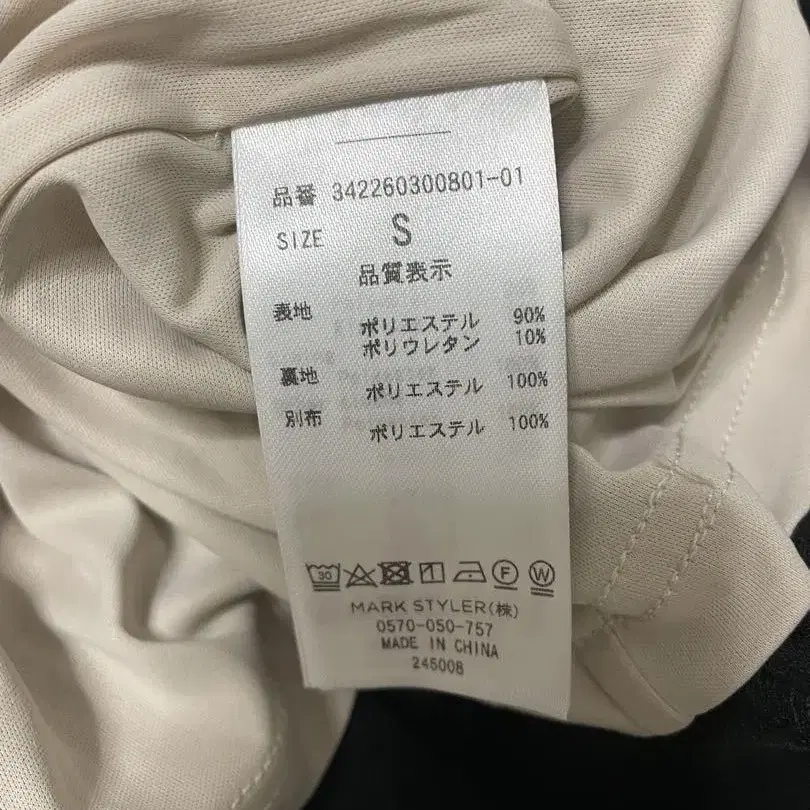 品番 342260300801-01
SIZE S
品質表示
表地 ポリエステル 90%
ポリウレタン 10%
裏地 ポリエステル 100%
別布 ポリエステル 100%
30 F W
MARK STYLER(株)
0570-050-757
MADE IN CHINA
245008